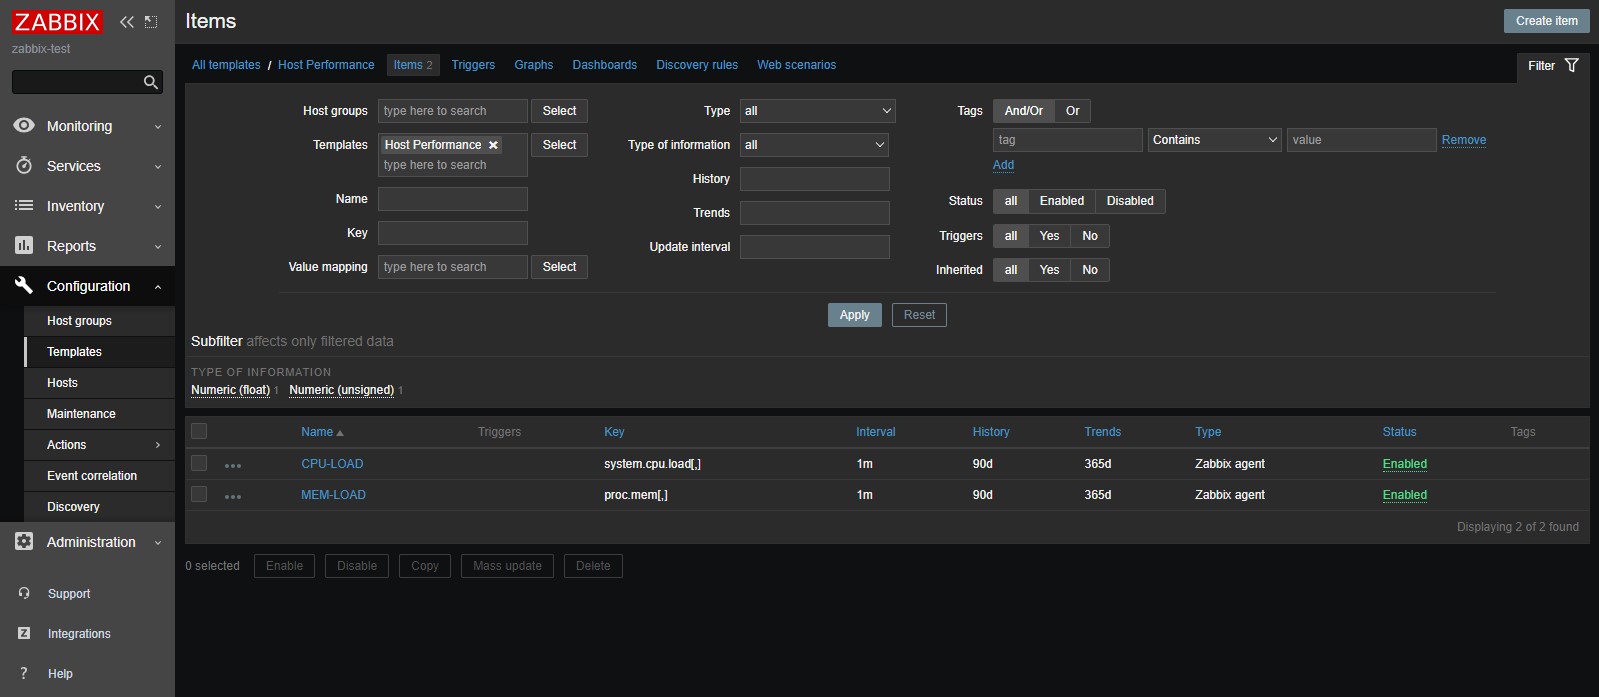 ZABBIX
zabbix-test
Monitoring
Services
Inventory
Reports
Configuration
Host groups
Templates
Hosts
Maintenance
Actions
Event correlation
Discovery
Administration
Support
Z Integrations
? Help
Items
Create item
All templates / Host Performance Items 2 Triggers Graphs Dashboards Discovery rules Web scenarios
Filter
Host groups type here to search Select
Templates Host Performance Select
type here to search
Name
Key
Value mapping type here to search Select
Type all
Type of information all
History
Trends
Update interval
Tags And/Or Or
tag Contains value Remove
Add
Status all Enabled Disabled
Triggers all Yes No
Inherited all Yes No
Apply Reset
Subfilter affects only filtered data
TYPE OF INFORMATION
Numeric (float) 1 Numeric (unsigned) 1
Name Triggers Key Interval History Trends Type Status Tags
CPU-LOAD system.cpu.load[,] 1m 90d 365d Zabbix agent Enabled
MEM-LOAD proc.mem[,] 1m 90d 365d Zabbix agent Enabled
Displaying 2 of 2 found
0 selected Enable Disable Copy Mass update Delete